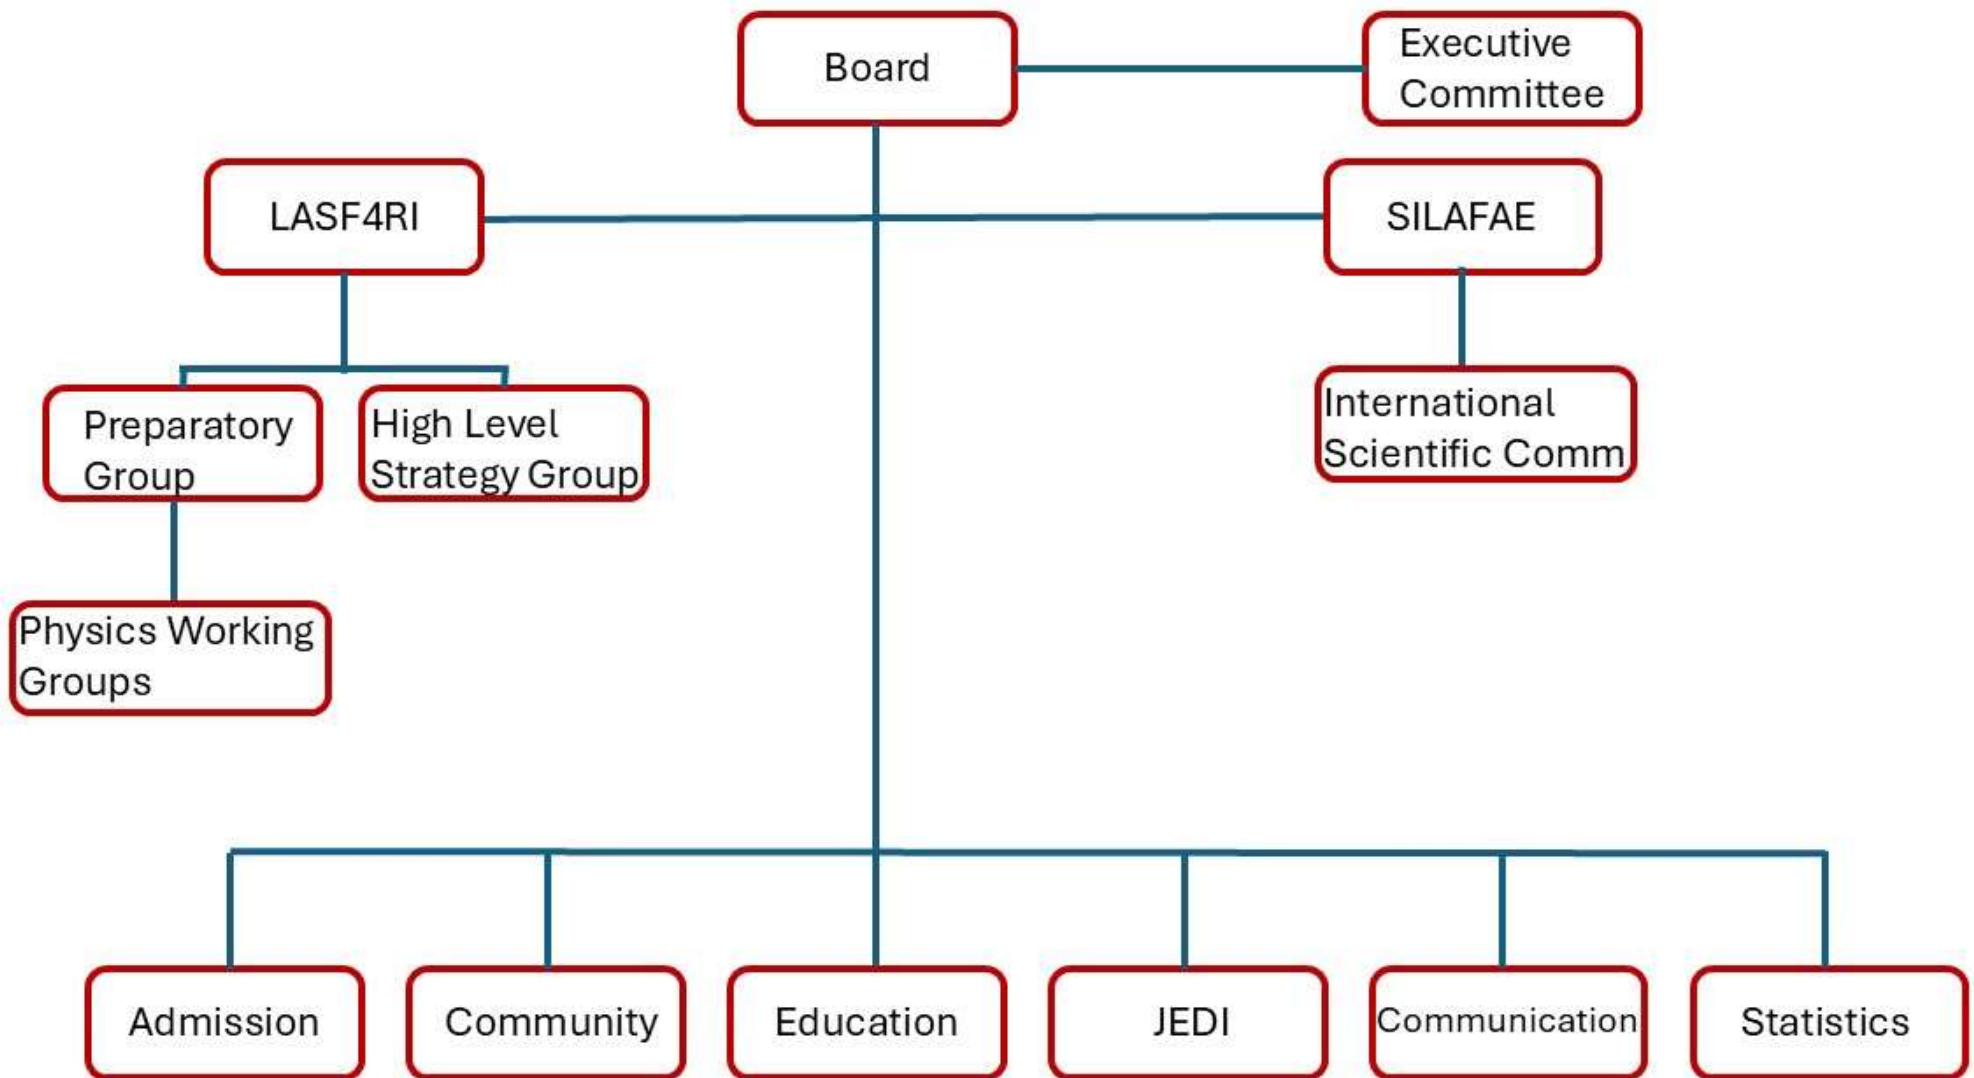 Board
Executive
Committee
LASF4RI
SILAFAE
Preparatory
Group
High Level
Strategy Group
International
Scientific Comm
Physics Working
Groups
Admission
Community
Education
JEDI
Communication
Statistics